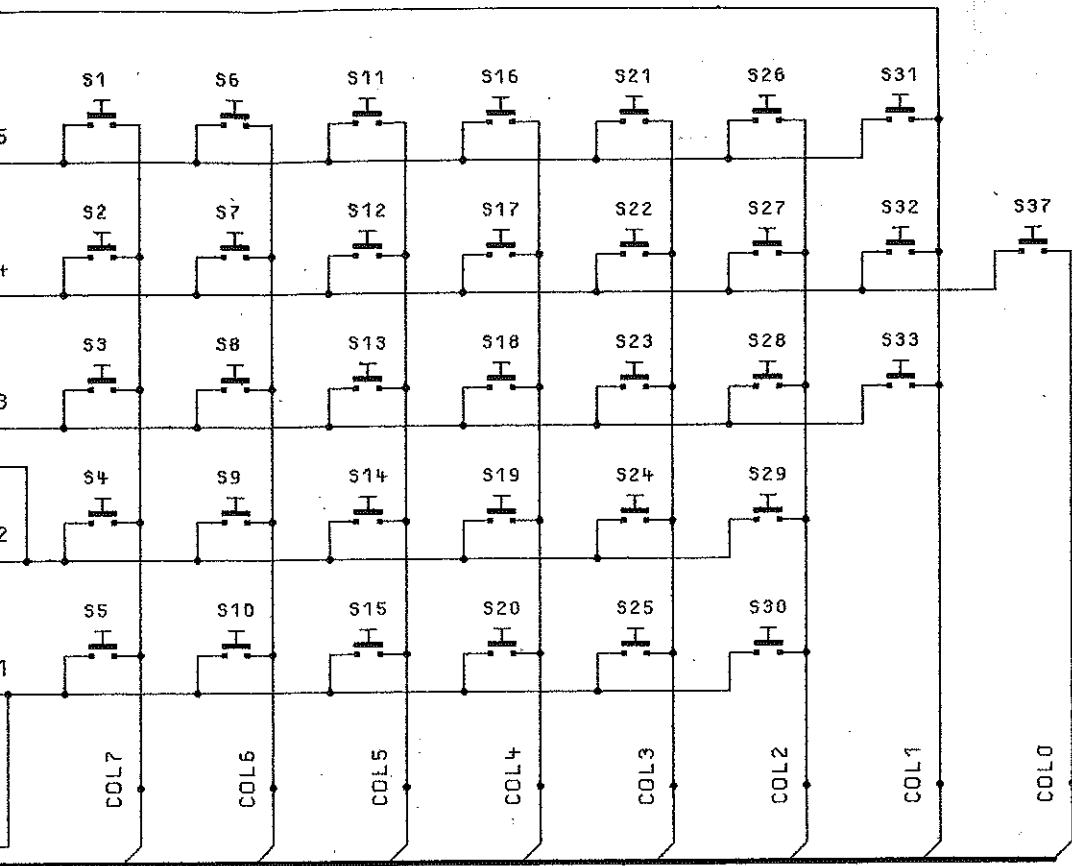 S1 S6 S11 S16 S21 S26 S31
5
S2 S7 S12 S17 S22 S27 S32 S37
S3 S8 S13 S18 S23 S28 S33
3
S4 S9 S14 S19 S24 S29
2
S5 S10 S15 S20 S25 S30
1
COL7 COL6 COL5 COL4 COL3 COL2 COL1 COL0